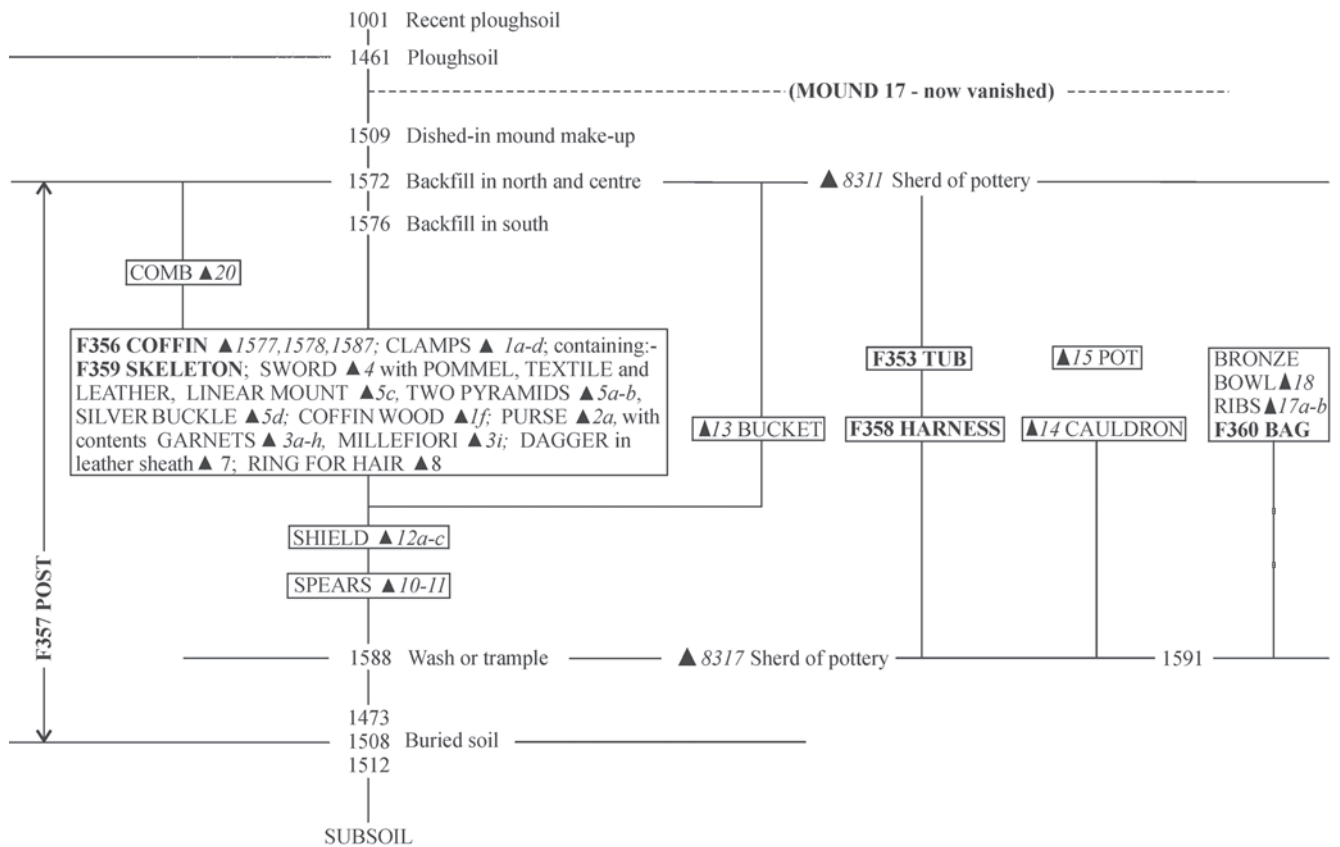 1001 Recent ploughsoil
1461 Ploughsoil
(MOUND 17 - now vanished)
1509 Dished-in mound make-up
1572 Backfill in north and centre
▲ 8311 Sherd of pottery
1576 Backfill in south
COMB ▲20
F356 COFFIN ▲1577,1578,1587; CLAMPS ▲ 1a-d; containing:-
F359 SKELETON; SWORD ▲4 with POMMEL, TEXTILE and
LEATHER, LINEAR MOUNT ▲5c, TWO PYRAMIDS ▲5a-b,
SILVER BUCKLE ▲5d; COFFIN WOOD ▲1f; PURSE ▲2a, with
contents GARNETS ▲3a-h, MILLEFIORI ▲3i; DAGGER in
leather sheath ▲ 7; RING FOR HAIR ▲8
▲13 BUCKET
F353 TUB
F358 HARNESS
▲15 POT
▲14 CAULDRON
BRONZE
BOWL▲18
RIBS▲17a-b
F360 BAG
SHIELD ▲12a-c
SPEARS ▲10-11
F357 POST
1588 Wash or trample
▲ 8317 Sherd of pottery
1591
1473
1508 Buried soil
1512
SUBSOIL